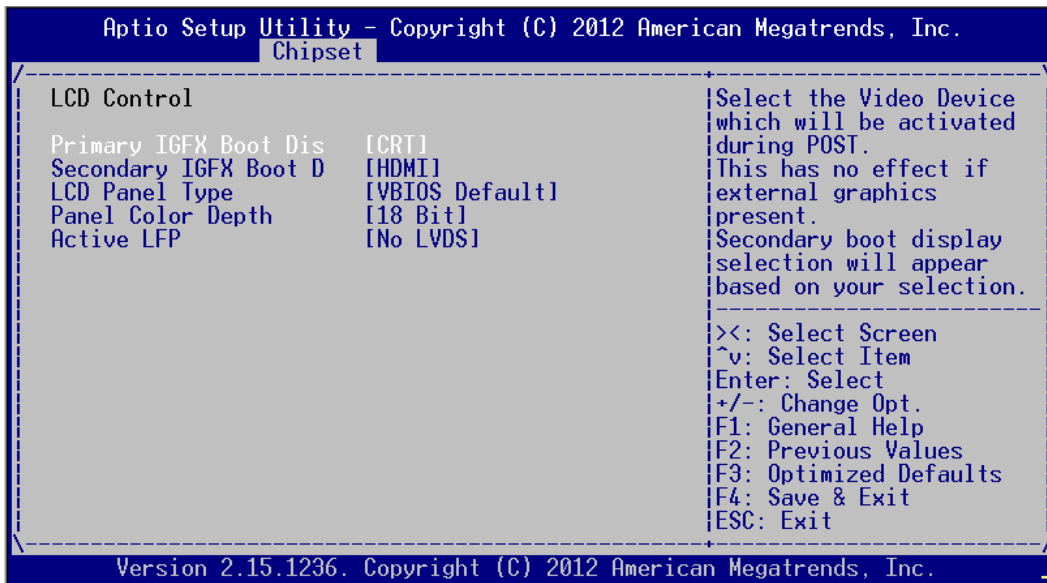 Aptio Setup Utility – Copyright (C) 2012 American Megatrends, Inc.
Chipset
LCD Control
Primary IGFX Boot Dis [CRT]
Secondary IGFX Boot D [HDMI]
LCD Panel Type [VBIOS Default]
Panel Color Depth [18 Bit]
Active LFP [No LVDS]
Select the Video Device
which will be activated
during POST.
This has no effect if
external graphics
present.
Secondary boot display
selection will appear
based on your selection.
><: Select Screen
^v: Select Item
Enter: Select
+/-: Change Opt.
F1: General Help
F2: Previous Values
F3: Optimized Defaults
F4: Save & Exit
ESC: Exit
Version 2.15.1236. Copyright (C) 2012 American Megatrends, Inc.